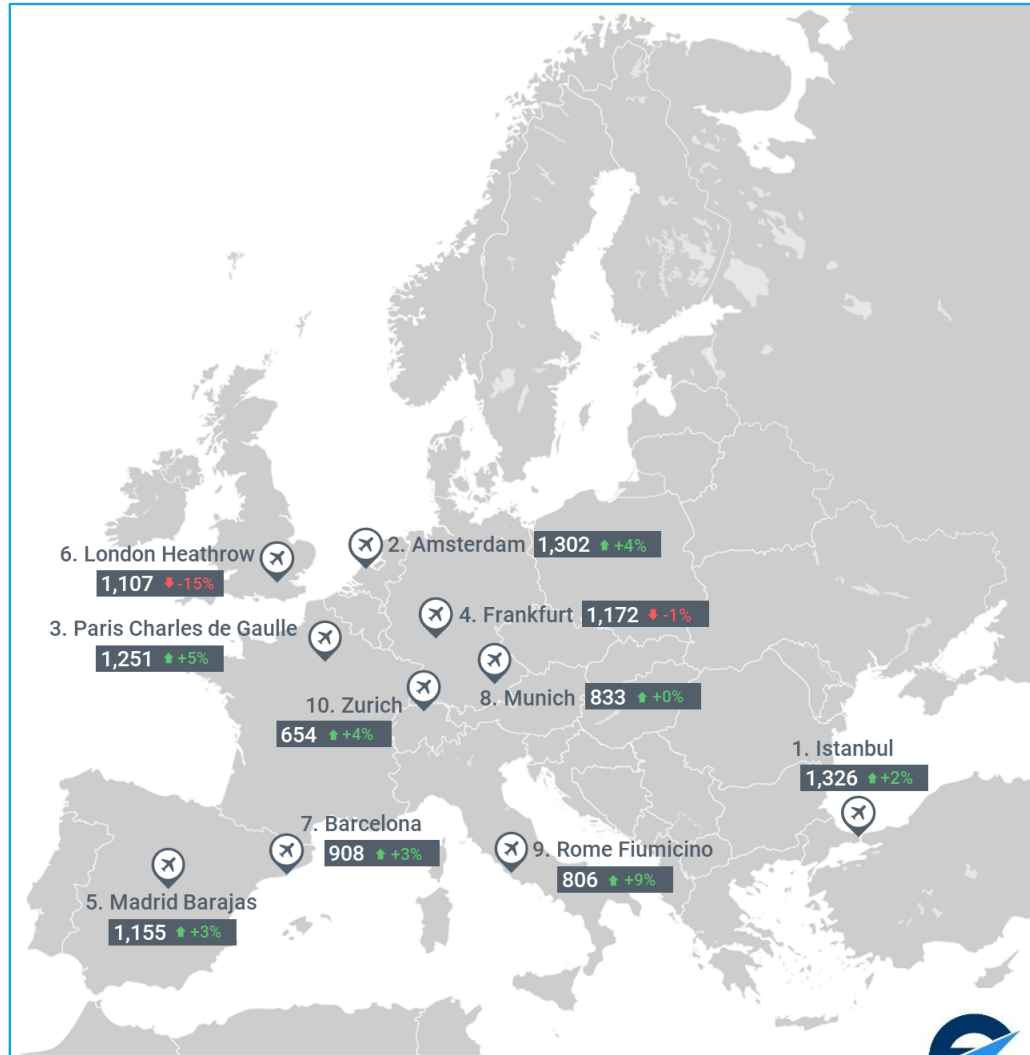 2. Amsterdam 1,302 +4%
6. London Heathrow
1,107 -15%
4. Frankfurt 1,172 -1%
3. Paris Charles de Gaulle
1,251 +5%
8. Munich 833 +0%
10. Zurich
654 +4%
1. Istanbul
1,326 +2%
7. Barcelona
908 +3%
9. Rome Fiumicino
806 +9%
5. Madrid Barajas
1,155 +3%